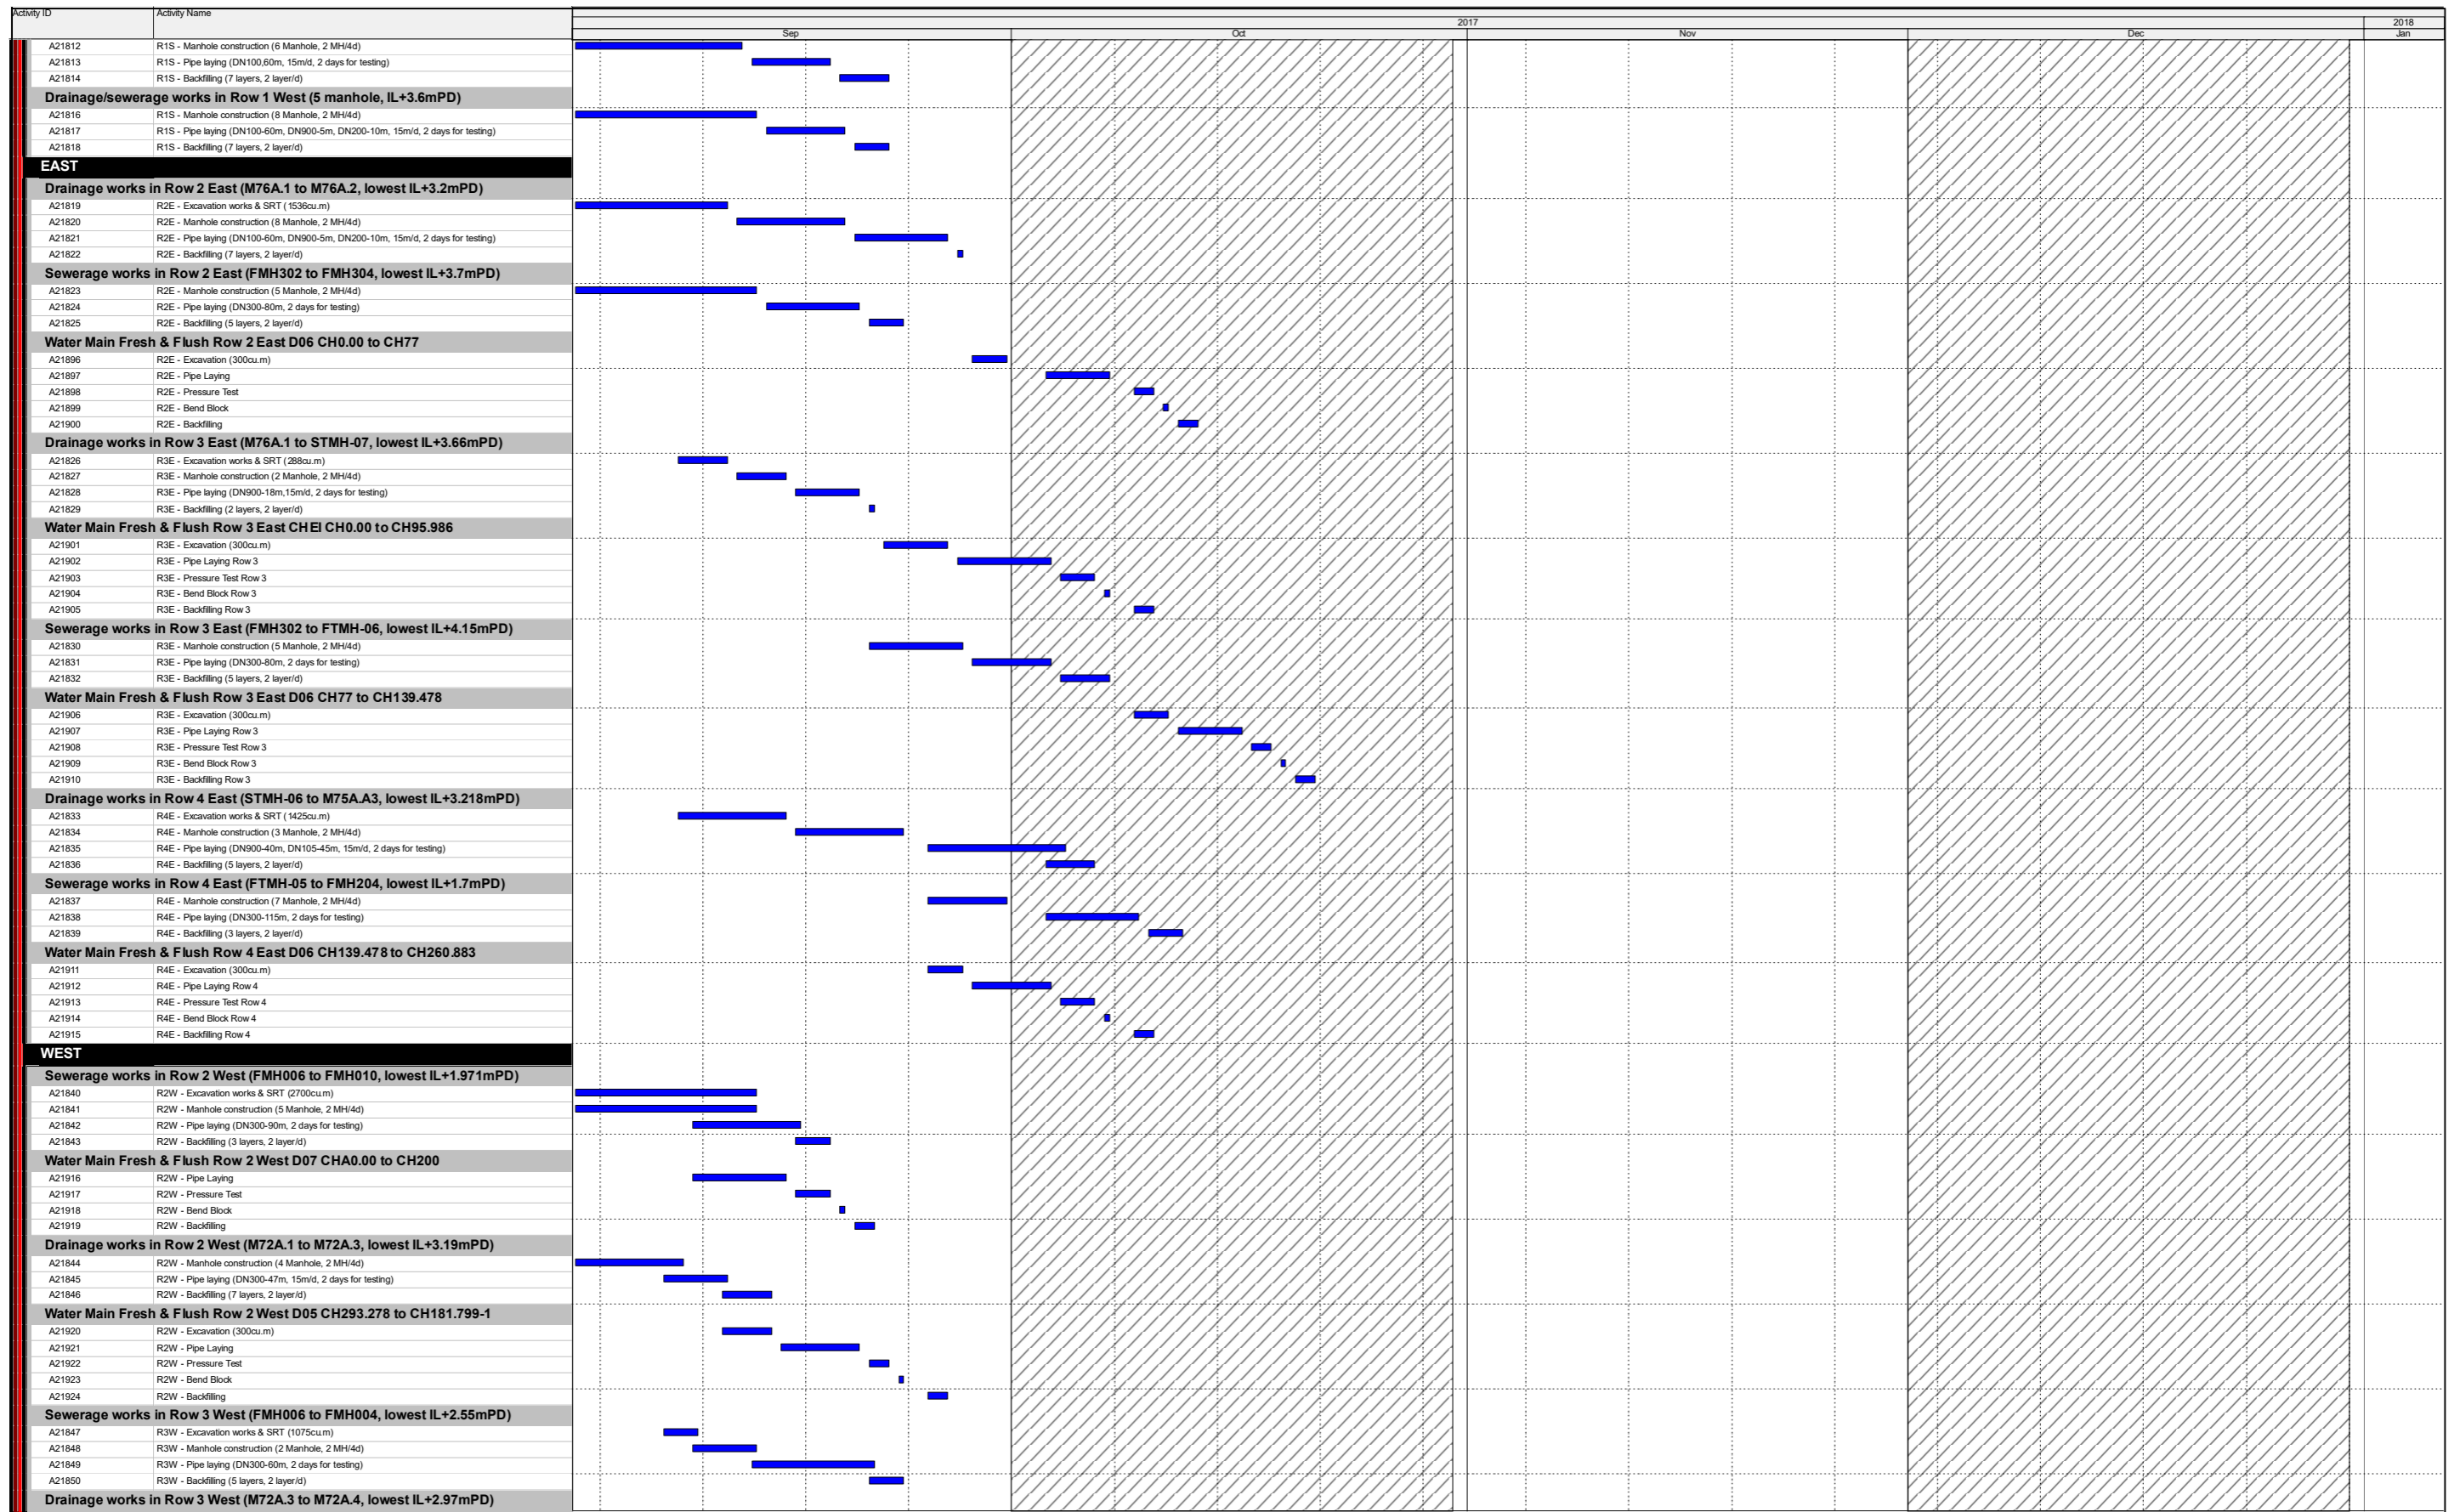 Activity ID Activity Name
2017 2018
Sep Oct Nov Dec Jan
A21812 R1S - Manhole construction (6 Manhole, 2 MH/4d)
A21813 R1S - Pipe laying (DN100,60m, 15m/d, 2 days for testing)
A21814 R1S - Backfilling (7 layers, 2 layer/d)
Drainage/sewerage works in Row 1 West (5 manhole, IL+3.6mPD)
A21816 R1S - Manhole construction (8 Manhole, 2 MH/4d)
A21817 R1S - Pipe laying (DN100-60m, DN900-5m, DN200-10m, 15m/d, 2 days for testing)
A21818 R1S - Backfilling (7 layers, 2 layer/d)
EAST
Drainage works in Row 2 East (M76A.1 to M76A.2, lowest IL+3.2mPD)
A21819 R2E - Excavation works & SRT (1536cu.m)
A21820 R2E - Manhole construction (8 Manhole, 2 MH/4d)
A21821 R2E - Pipe laying (DN100-60m, DN900-5m, DN200-10m, 15m/d, 2 days for testing)
A21822 R2E - Backfilling (7 layers, 2 layer/d)
Sewerage works in Row 2 East (FMH302 to FMH304, lowest IL+3.7mPD)
A21823 R2E - Manhole construction (5 Manhole, 2 MH/4d)
A21824 R2E - Pipe laying (DN300-80m, 2 days for testing)
A21825 R2E - Backfilling (5 layers, 2 layer/d)
Water Main Fresh & Flush Row 2 East D06 CH0.00 to CH77
A21896 R2E - Excavation (300cu.m)
A21897 R2E - Pipe Laying
A21898 R2E - Pressure Test
A21899 R2E - Bend Block
A21900 R2E - Backfilling
Drainage works in Row 3 East (M76A.1 to STMH-07, lowest IL+3.66mPD)
A21826 R3E - Excavation works & SRT (288cu.m)
A21827 R3E - Manhole construction (2 Manhole, 2 MH/4d)
A21828 R3E - Pipe laying (DN900-18m,15m/d, 2 days for testing)
A21829 R3E - Backfilling (2 layers, 2 layer/d)
Water Main Fresh & Flush Row 3 East CHEI CH0.00 to CH95.986
A21901 R3E - Excavation (300cu.m)
A21902 R3E - Pipe Laying Row 3
A21903 R3E - Pressure Test Row 3
A21904 R3E - Bend Block Row 3
A21905 R3E - Backfilling Row 3
Sewerage works in Row 3 East (FMH302 to FTMH-06, lowest IL+4.15mPD)
A21830 R3E - Manhole construction (5 Manhole, 2 MH/4d)
A21831 R3E - Pipe laying (DN300-80m, 2 days for testing)
A21832 R3E - Backfilling (5 layers, 2 layer/d)
Water Main Fresh & Flush Row 3 East D06 CH77 to CH139.478
A21906 R3E - Excavation (300cu.m)
A21907 R3E - Pipe Laying Row 3
A21908 R3E - Pressure Test Row 3
A21909 R3E - Bend Block Row 3
A21910 R3E - Backfilling Row 3
Drainage works in Row 4 East (STMH-06 to M75A.A3, lowest IL+3.218mPD)
A21833 R4E - Excavation works & SRT (1425cu.m)
A21834 R4E - Manhole construction (3 Manhole, 2 MH/4d)
A21835 R4E - Pipe laying (DN900-40m, DN105-45m, 15m/d, 2 days for testing)
A21836 R4E - Backfilling (5 layers, 2 layer/d)
Sewerage works in Row 4 East (FTMH-05 to FMH204, lowest IL+1.7mPD)
A21837 R4E - Manhole construction (7 Manhole, 2 MH/4d)
A21838 R4E - Pipe laying (DN300-115m, 2 days for testing)
A21839 R4E - Backfilling (3 layers, 2 layer/d)
Water Main Fresh & Flush Row 4 East D06 CH139.478 to CH260.883
A21911 R4E - Excavation (300cu.m)
A21912 R4E - Pipe Laying Row 4
A21913 R4E - Pressure Test Row 4
A21914 R4E - Bend Block Row 4
A21915 R4E - Backfilling Row 4
WEST
Sewerage works in Row 2 West (FMH006 to FMH010, lowest IL+1.971mPD)
A21840 R2W - Excavation works & SRT (2700cu.m)
A21841 R2W - Manhole construction (5 Manhole, 2 MH/4d)
A21842 R2W - Pipe laying (DN300-90m, 2 days for testing)
A21843 R2W - Backfilling (3 layers, 2 layer/d)
Water Main Fresh & Flush Row 2 West D07 CHA0.00 to CH200
A21916 R2W - Pipe Laying
A21917 R2W - Pressure Test
A21918 R2W - Bend Block
A21919 R2W - Backfilling
Drainage works in Row 2 West (M72A.1 to M72A.3, lowest IL+3.19mPD)
A21844 R2W - Manhole construction (4 Manhole, 2 MH/4d)
A21845 R2W - Pipe laying (DN300-47m, 15m/d, 2 days for testing)
A21846 R2W - Backfilling (7 layers, 2 layer/d)
Water Main Fresh & Flush Row 2 West D05 CH293.278 to CH181.799-1
A21920 R2W - Excavation (300cu.m)
A21921 R2W - Pipe Laying
A21922 R2W - Pressure Test
A21923 R2W - Bend Block
A21924 R2W - Backfilling
Sewerage works in Row 3 West (FMH006 to FMH004, lowest IL+2.55mPD)
A21847 R3W - Excavation works & SRT (1075cu.m)
A21848 R3W - Manhole construction (2 Manhole, 2 MH/4d)
A21849 R3W - Pipe laying (DN300-60m, 2 days for testing)
A21850 R3W - Backfilling (5 layers, 2 layer/d)
Drainage works in Row 3 West (M72A.3 to M72A.4, lowest IL+2.97mPD)